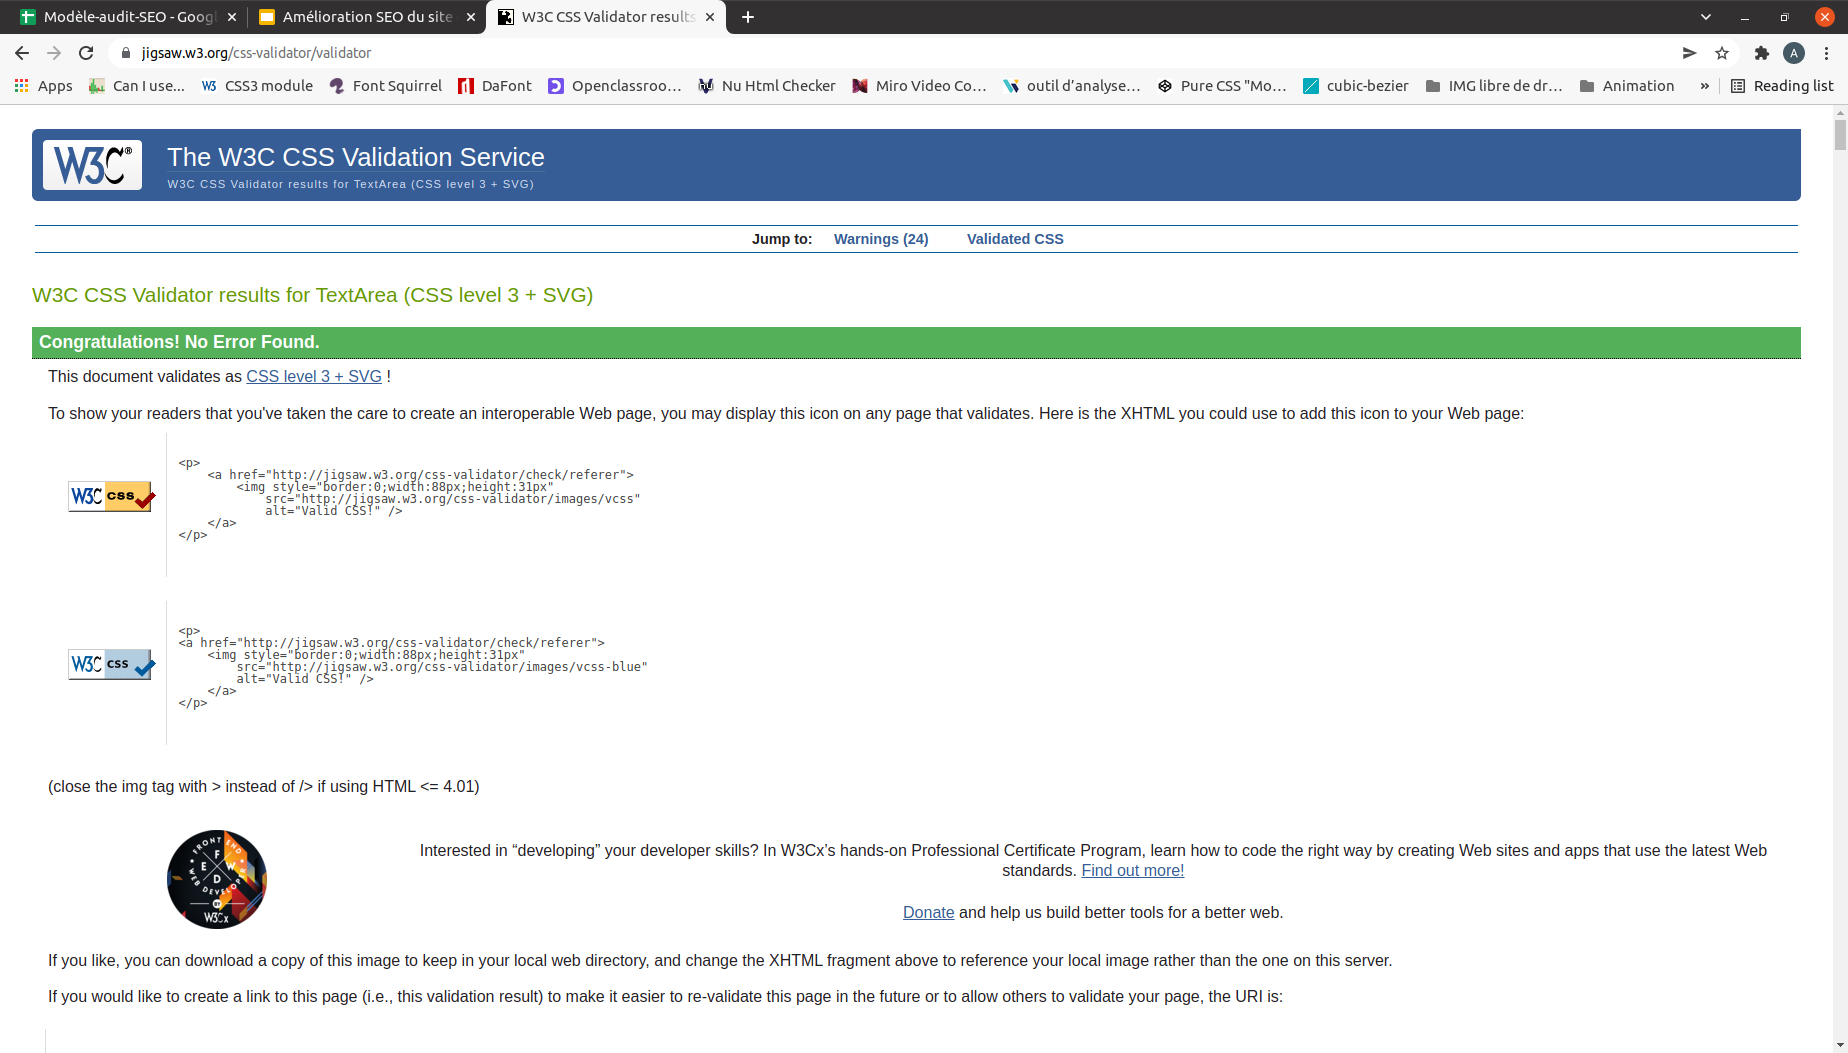 Modèle-audit-SEO - Googl
Amélioration SEO du site
W3C CSS Validator results
jigsaw.w3.org/css-validator/validator
A
Apps
Can I use...
CSS3 module
Font Squirrel
DaFont
Openclassroo...
Nu Html Checker
Miro Video Co...
outil d'analyse...
Pure CSS "Mo...
cubic-bezier
IMG libre de dr...
Animation
»
Reading list
W3C®
The W3C CSS Validation Service
W3C CSS Validator results for TextArea (CSS level 3 + SVG)
Jump to: Warnings (24) Validated CSS
W3C CSS Validator results for TextArea (CSS level 3 + SVG)
Congratulations! No Error Found.
This document validates as CSS level 3 + SVG !
To show your readers that you've taken the care to create an interoperable Web page, you may display this icon on any page that validates. Here is the XHTML you could use to add this icon to your Web page:
W3C css
<p>
<a href="http://jigsaw.w3.org/css-validator/check/referer">
<img style="border:0;width:88px;height:31px"
src="http://jigsaw.w3.org/css-validator/images/vcss"
alt="Valid CSS!" />
</a>
</p>
W3C css
<p>
<a href="http://jigsaw.w3.org/css-validator/check/referer">
<img style="border:0;width:88px;height:31px"
src="http://jigsaw.w3.org/css-validator/images/vcss-blue"
alt="Valid CSS!" />
</a>
</p>
(close the img tag with > instead of /> if using HTML <= 4.01)
FRONT END
F
E W
D
WEB DEVELOPER
BY
W3Cx
Interested in “developing” your developer skills? In W3Cx’s hands-on Professional Certificate Program, learn how to code the right way by creating Web sites and apps that use the latest Web
standards. Find out more!
Donate and help us build better tools for a better web.
If you like, you can download a copy of this image to keep in your local web directory, and change the XHTML fragment above to reference your local image rather than the one on this server.
If you would like to create a link to this page (i.e., this validation result) to make it easier to re-validate this page in the future or to allow others to validate your page, the URI is: